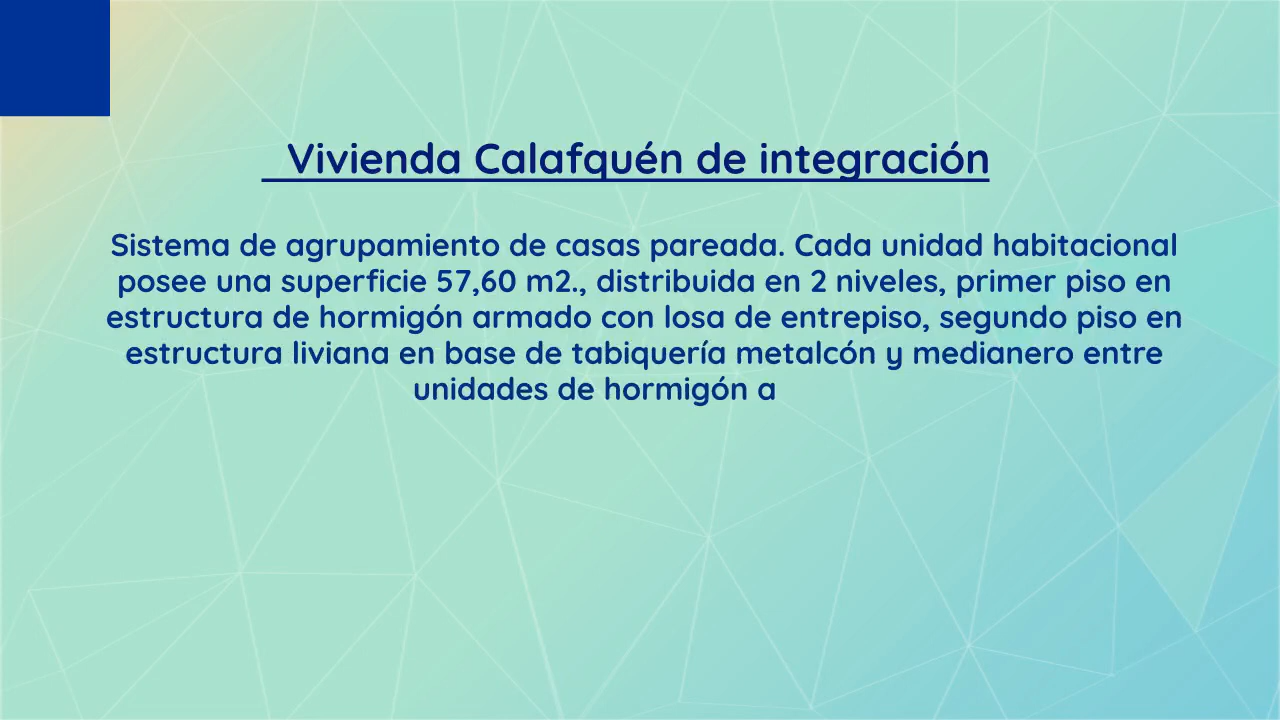 Vivienda Calafquén de integración
Sistema de agrupamiento de casas pareada. Cada unidad habitacional
posee una superficie 57,60 m2., distribuida en 2 niveles, primer piso en
estructura de hormigón armado con losa de entrepiso, segundo piso en
estructura liviana en base de tabiquería metalcón y medianero entre
unidades de hormigón a